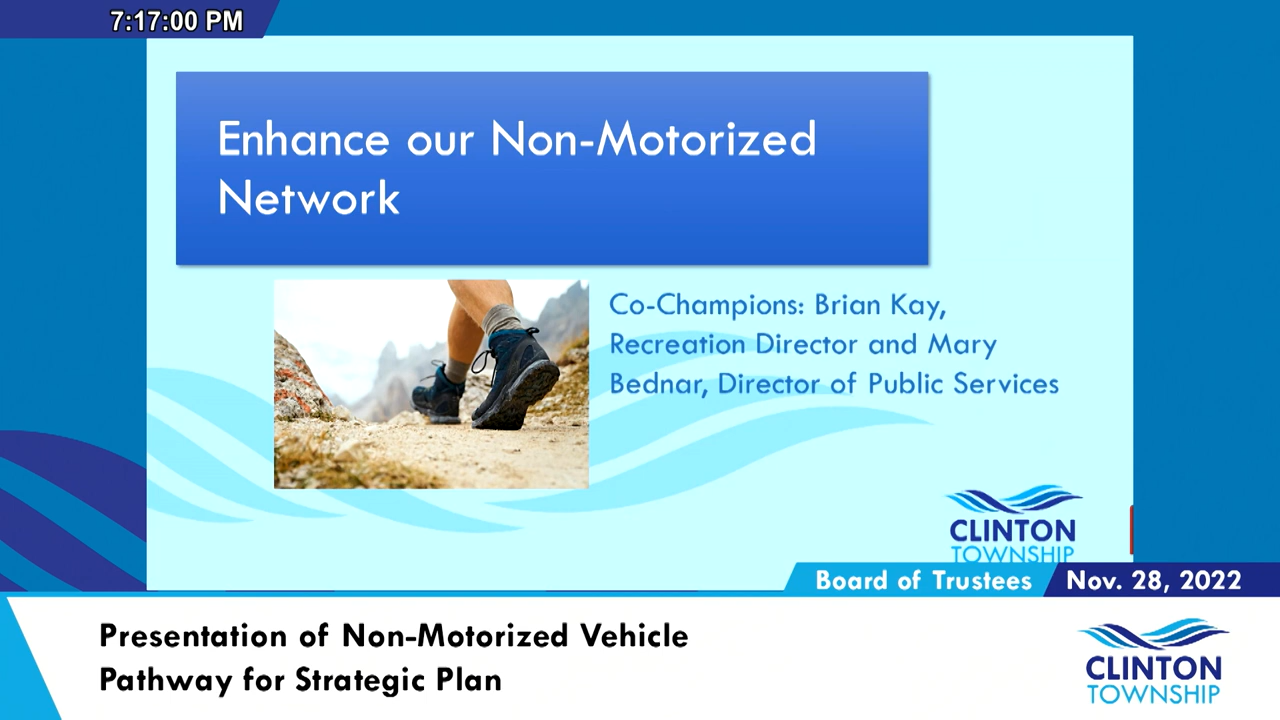 7:17:00 PM
Enhance our Non-Motorized
Network
Co-Champions: Brian Kay,
Recreation Director and Mary
Bednar, Director of Public Services
CLINTON
TOWNSHIP
Board of Trustees
Nov. 28, 2022
Presentation of Non-Motorized Vehicle
Pathway for Strategic Plan
CLINTON
TOWNSHIP